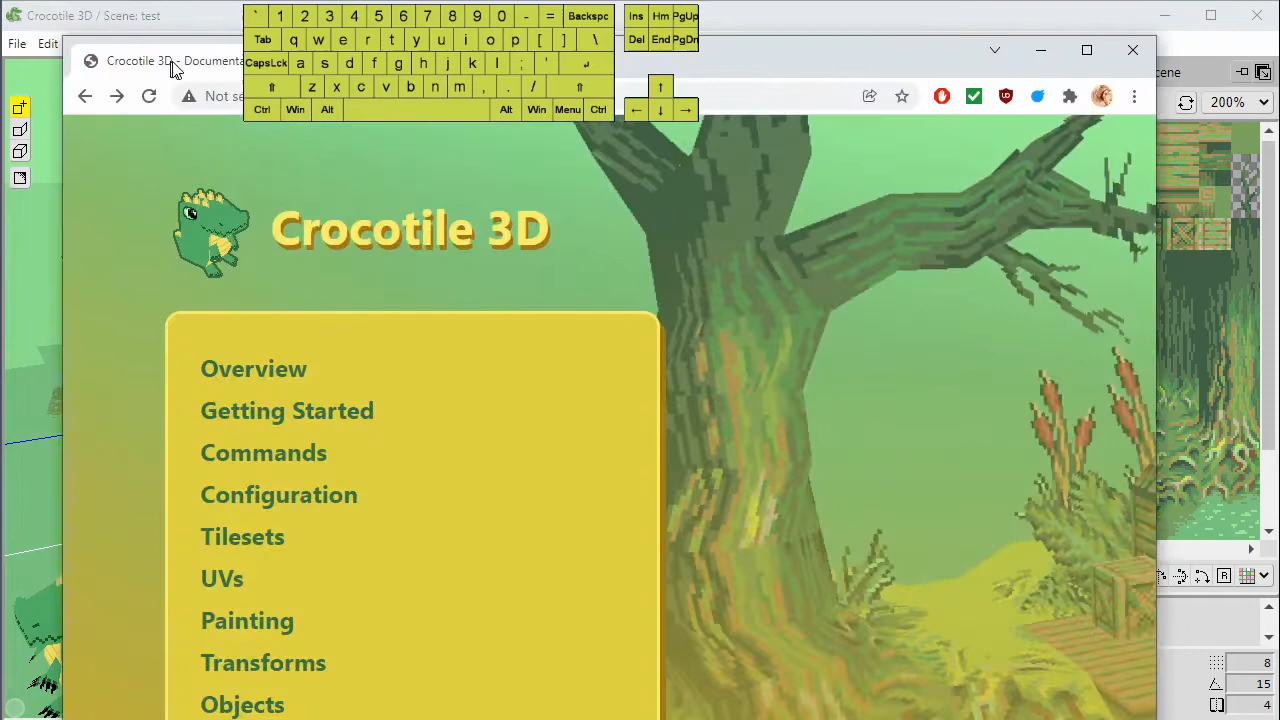 Crocotile 3D / Scene: test
File Edit
` 1 2 3 4 5 6 7 8 9 0 - = Backspc
Tab q w e r t y u i o p [ ] \
CapsLck a s d f g h j k l ; '
z x c v b n m , . /
Ctrl Win Alt Alt Win Menu Ctrl
Ins Hm PgUp
Del End PgDn
Crocotile 3D - Documenta
Not se
cene
200%
Crocotile 3D
Overview
Getting Started
Commands
Configuration
Tilesets
UVs
Painting
Transforms
Objects
R
8
15
4